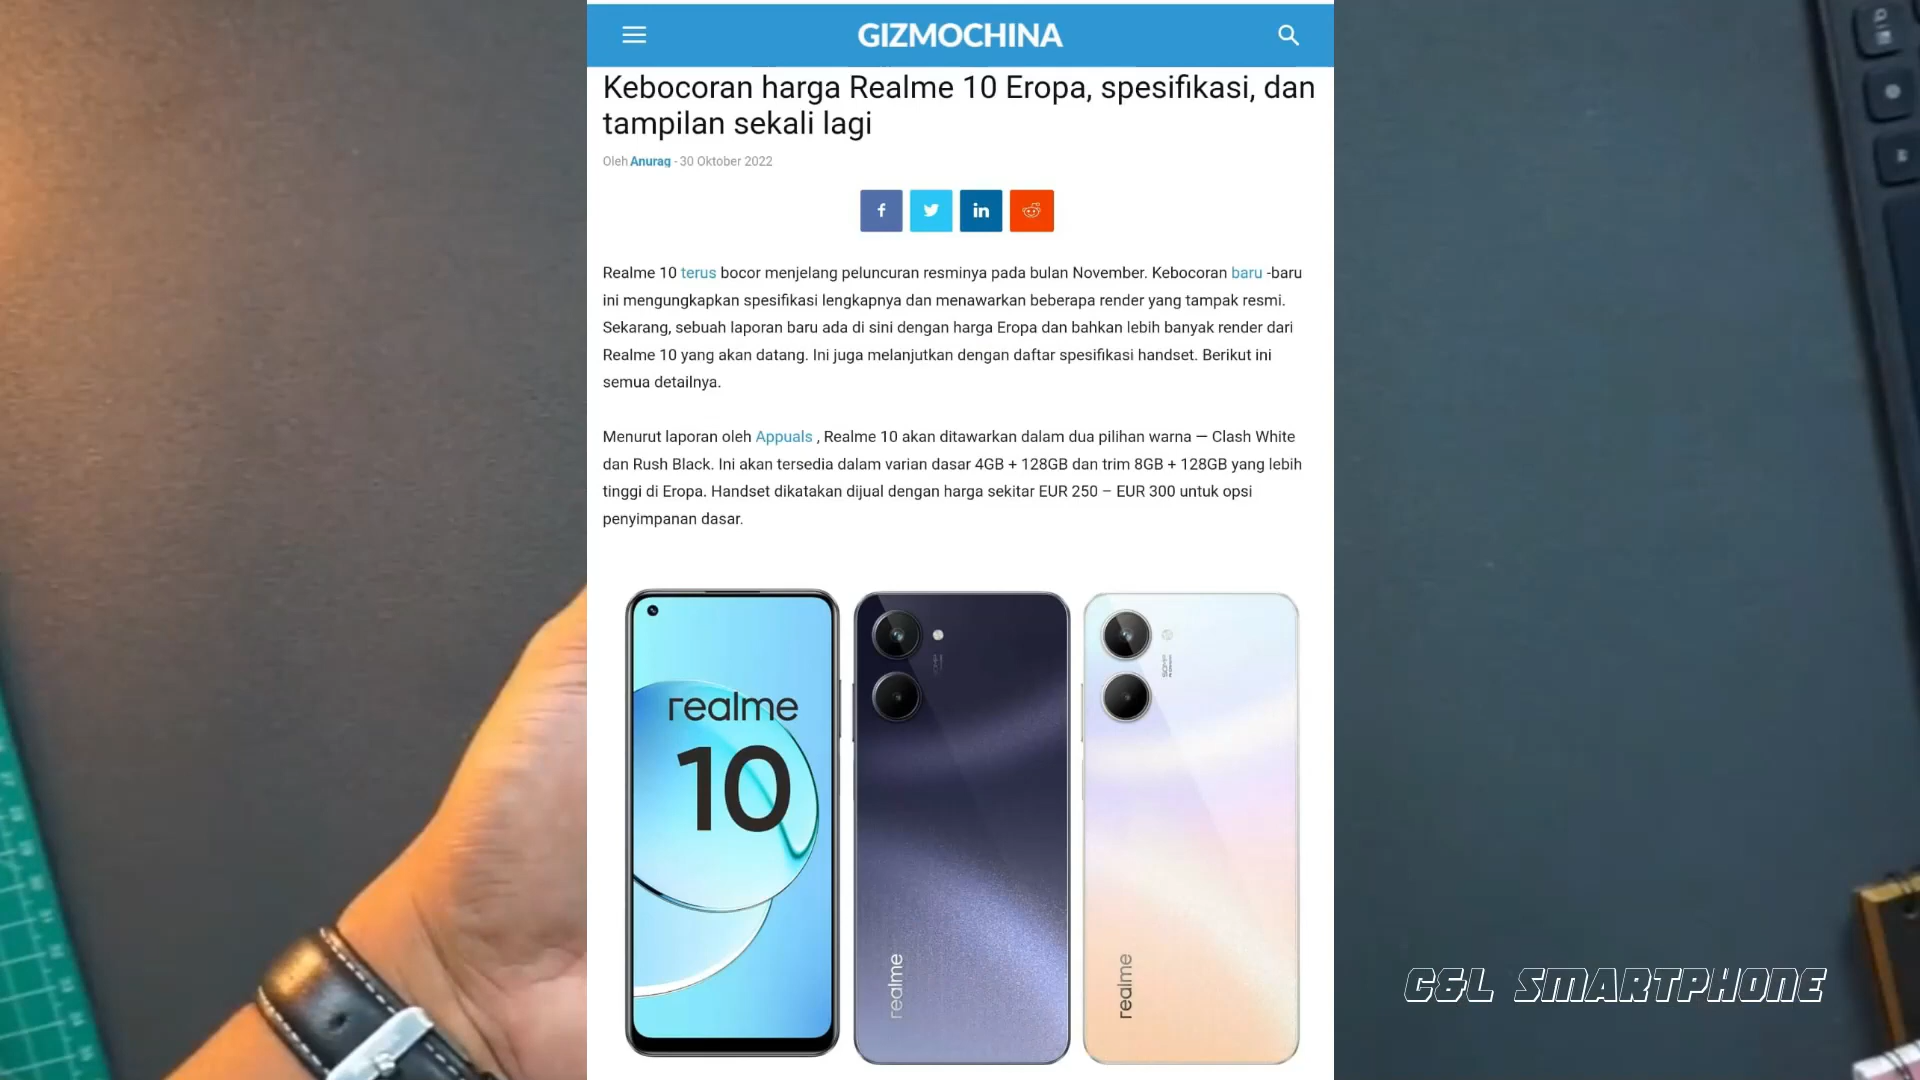 GIZMOCHINA
Kebocoran harga Realme 10 Eropa, spesifikasi, dan
tampilan sekali lagi
Oleh Anurag - 30 Oktober 2022
Realme 10 terus bocor menjelang peluncuran resminya pada bulan November. Kebocoran baru -baru
ini mengungkapkan spesifikasi lengkapnya dan menawarkan beberapa render yang tampak resmi.
Sekarang, sebuah laporan baru ada di sini dengan harga Eropa dan bahkan lebih banyak render dari
Realme 10 yang akan datang. Ini juga melanjutkan dengan daftar spesifikasi handset. Berikut ini
semua detailnya.
Menurut laporan oleh Appuals , Realme 10 akan ditawarkan dalam dua pilihan warna — Clash White
dan Rush Black. Ini akan tersedia dalam varian dasar 4GB + 128GB dan trim 8GB + 128GB yang lebih
tinggi di Eropa. Handset dikatakan dijual dengan harga sekitar EUR 250 – EUR 300 untuk opsi
penyimpanan dasar.
realme
10
realme
50MP
realme
C&L SMARTPHONE